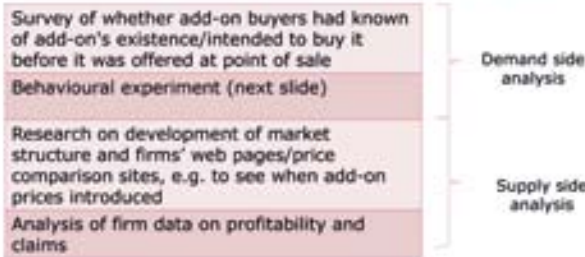 Survey of whether add-on buyers had known
of add-on's existence/intended to buy it
before it was offered at point of sale
Behavioural experiment (next slide)
Research on development of market
structure and firms' web pages/price
comparison sites, e.g. to see when add-on
prices introduced
Analysis of firm data on profitability and
claims
Demand side
analysis
Supply side
analysis